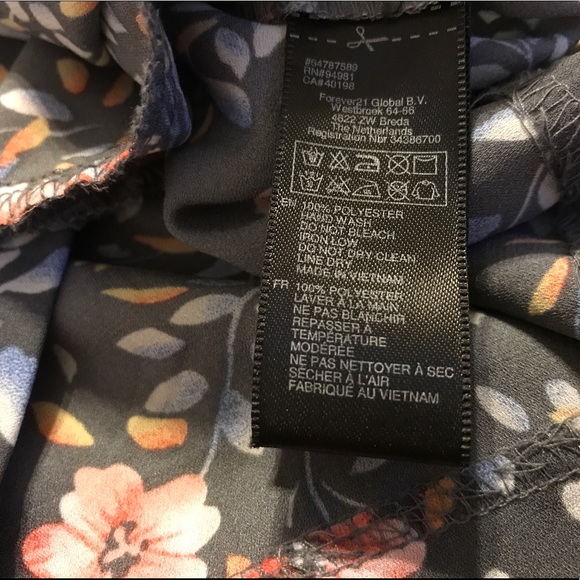 #64787589
RN#94981
CA#40198
Forever21 Global B.V.
Westbroek 64-66
4822 ZW Breda
The Netherlands
Registration Nbr 34386700
EN 100% POLYESTER
HAND WASH
DO NOT BLEACH
IRON LOW
DO NOT DRY CLEAN
LINE DRY
MADE IN VIETNAM
FR 100% POLYESTER
LAVER À LA MAIN
NE PAS BLANCHIR
REPASSER À
TEMPÉRATURE
MODÉRÉE
NE PAS NETTOYER À SEC
SÉCHER À L'AIR
FABRIQUÉ AU VIETNAM